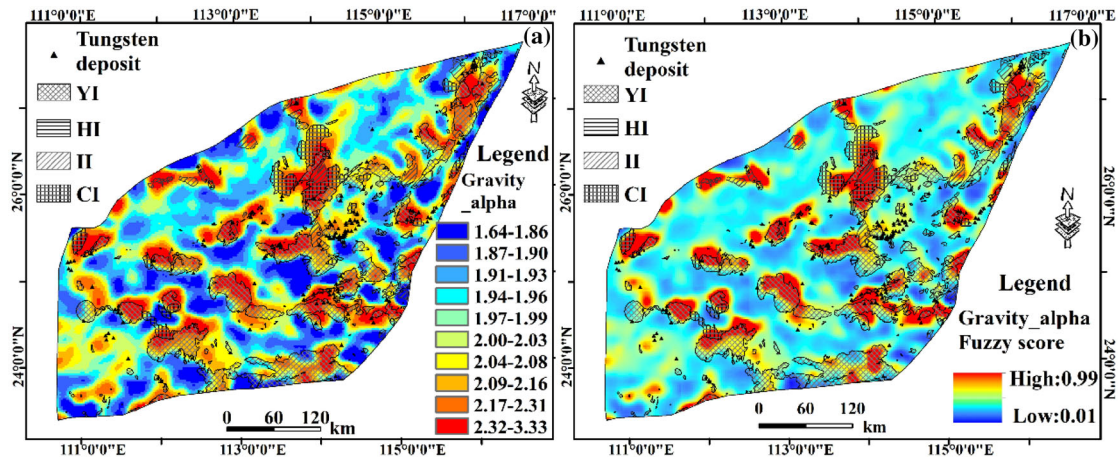 111°0'0"E 113°0'0"E 115°0'0"E 117°0'0"E
(a)
Tungsten
deposit
YI
HI
II
CI
N
26°0'0"N
24°0'0"N
Legend
Gravity
_alpha
1.64-1.86
1.87-1.90
1.91-1.93
1.94-1.96
1.97-1.99
2.00-2.03
2.04-2.08
2.09-2.16
2.17-2.31
2.32-3.33
0 60 120
km
111°0'0"E 113°0'0"E 115°0'0"E
111°0'0"E 113°0'0"E 115°0'0"E 117°0'0"E
(b)
Tungsten
deposit
YI
HI
II
CI
26°0'0"N
N
24°0'0"N
Legend
Gravity_alpha
Fuzzy score
High:0.99
Low:0.01
0 60 120
km
111°0'0"E 113°0'0"E 115°0'0"E